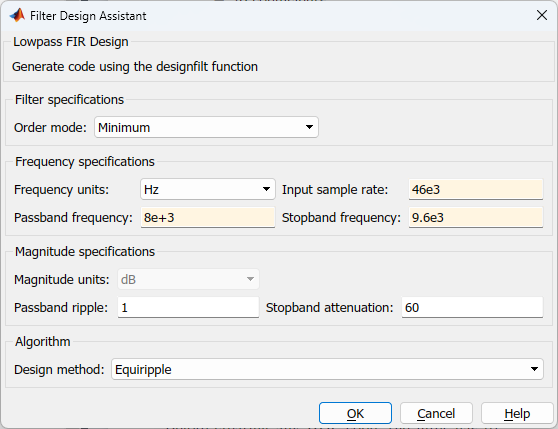 Filter Design Assistant
Lowpass FIR Design
Generate code using the designfilt function
Filter specifications
Order mode: Minimum
Frequency specifications
Frequency units: Hz Input sample rate: 46e3
Passband frequency: 8e+3 Stopband frequency: 9.6e3
Magnitude specifications
Magnitude units: dB
Passband ripple: 1 Stopband attenuation: 60
Algorithm
Design method: Equiripple
OK Cancel Help